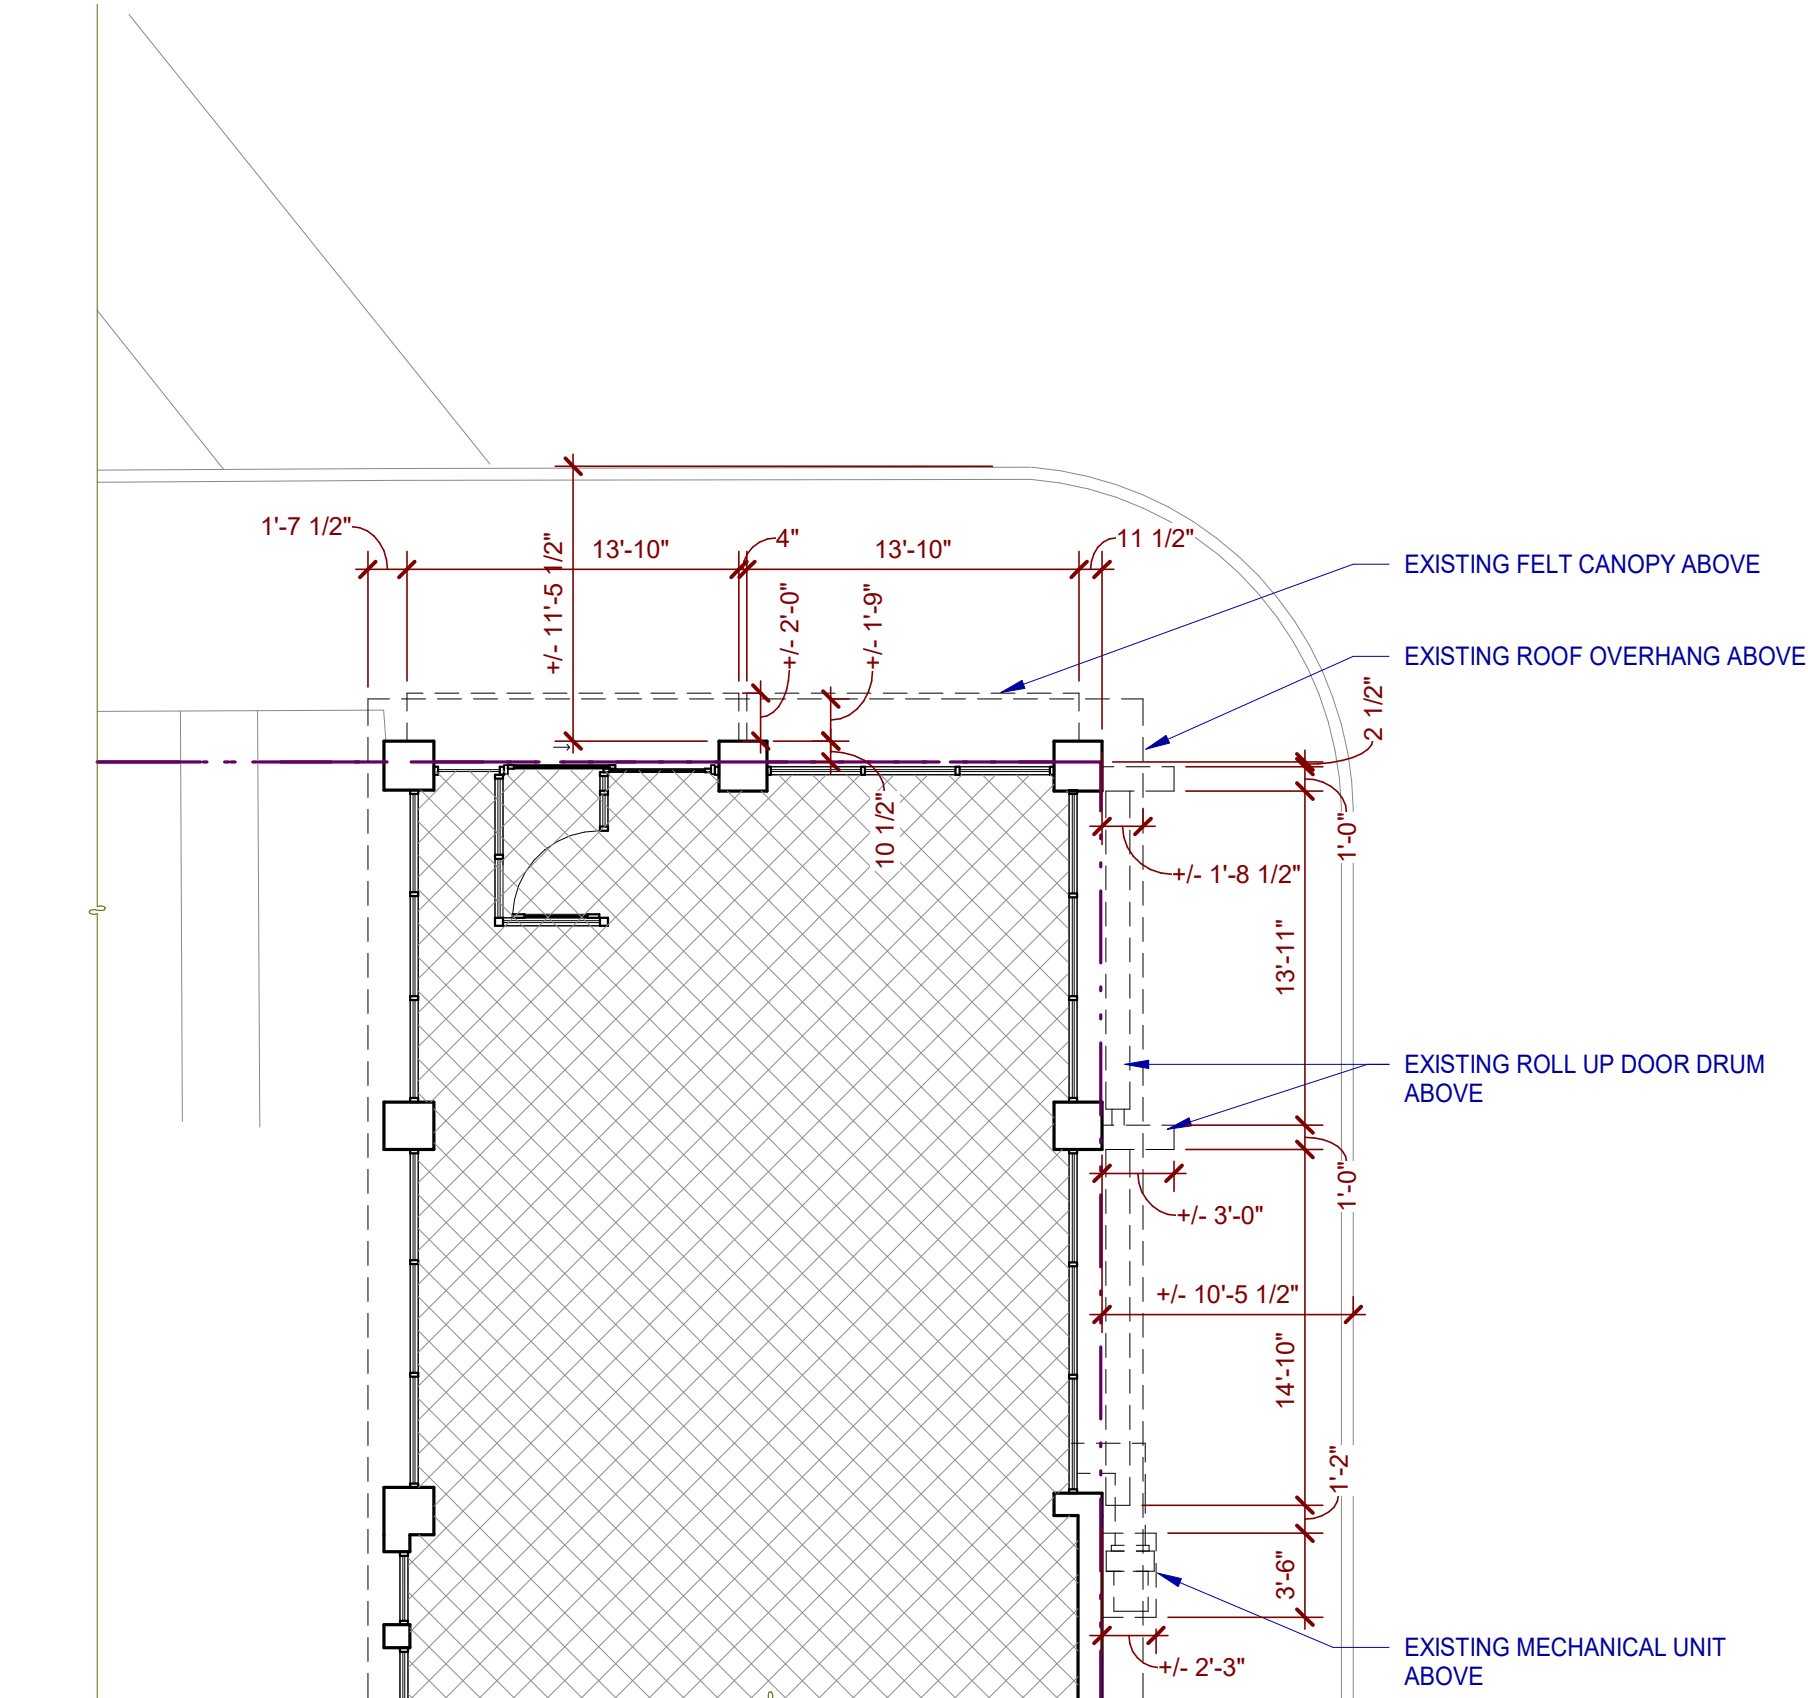 1'-7 1/2"
+/- 11'-5 1/2"
13'-10"
4"
13'-10"
11 1/2"
EXISTING FELT CANOPY ABOVE
+/- 2'-0"
+/- 1'-9"
EXISTING ROOF OVERHANG ABOVE
2 1/2"
10 1/2"
1'-0"
+/- 1'-8 1/2"
13'-11"
EXISTING ROLL UP DOOR DRUM
ABOVE
1'-0"
+/- 3'-0"
+/- 10'-5 1/2"
14'-10"
1'-2"
3'-6"
EXISTING MECHANICAL UNIT
ABOVE
+/- 2'-3"